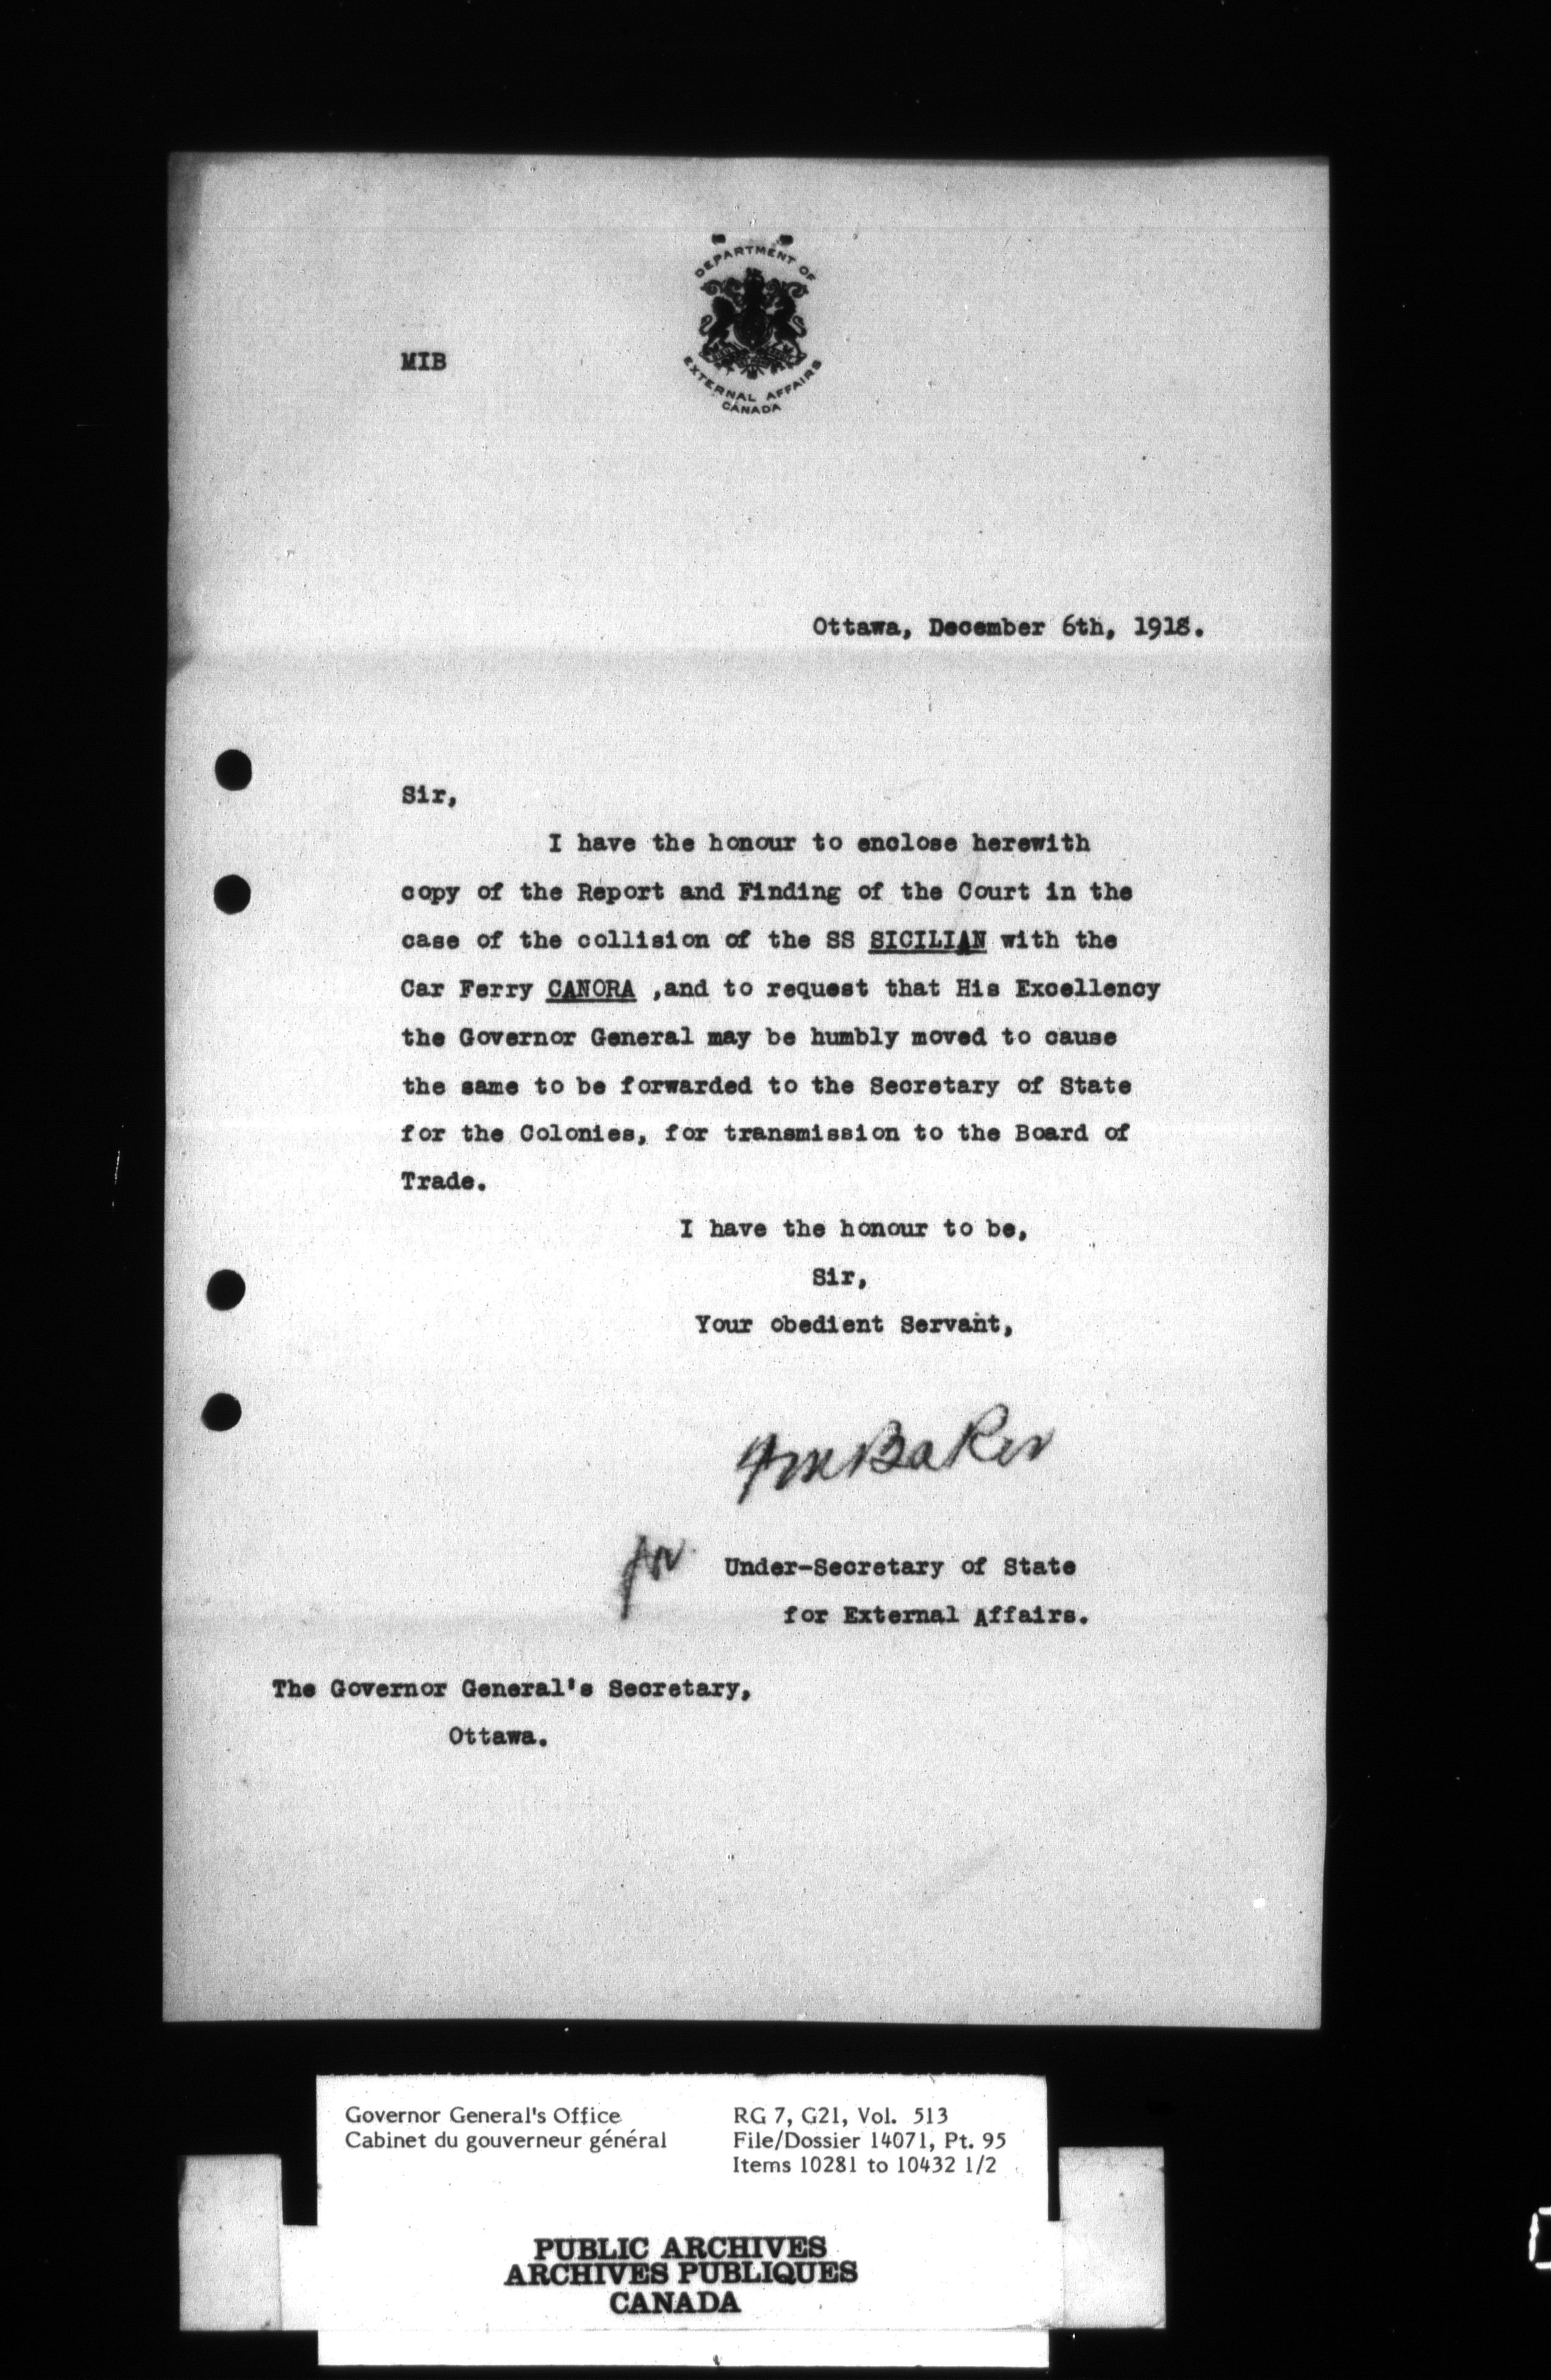 DEPARTMENT OF
EXTERNAL AFFAIRS
CANADA
MIB
Ottawa, December 6th, 1918.
Sir,
I have the honour to enclose herewith
copy of the Report and Finding of the Court in the
case of the collision of the SS SICILIAN with the
Car Ferry CANORA ,and to request that His Excellency
the Governor General may be humbly moved to cause
the same to be forwarded to the Secretary of State
for the Colonies, for transmission to the Board of
Trade.
I have the honour to be,
Sir,
Your obedient Servant,
Baker
for Under-Secretary of State
for External Affairs.
The Governor General's Secretary,
Ottawa.
Governor General's Office
Cabinet du gouverneur général
RG 7, G21, Vol. 513
File/Dossier 14071, Pt. 95
Items 10281 to 10432 1/2
PUBLIC ARCHIVES
ARCHIVES PUBLIQUES
CANADA